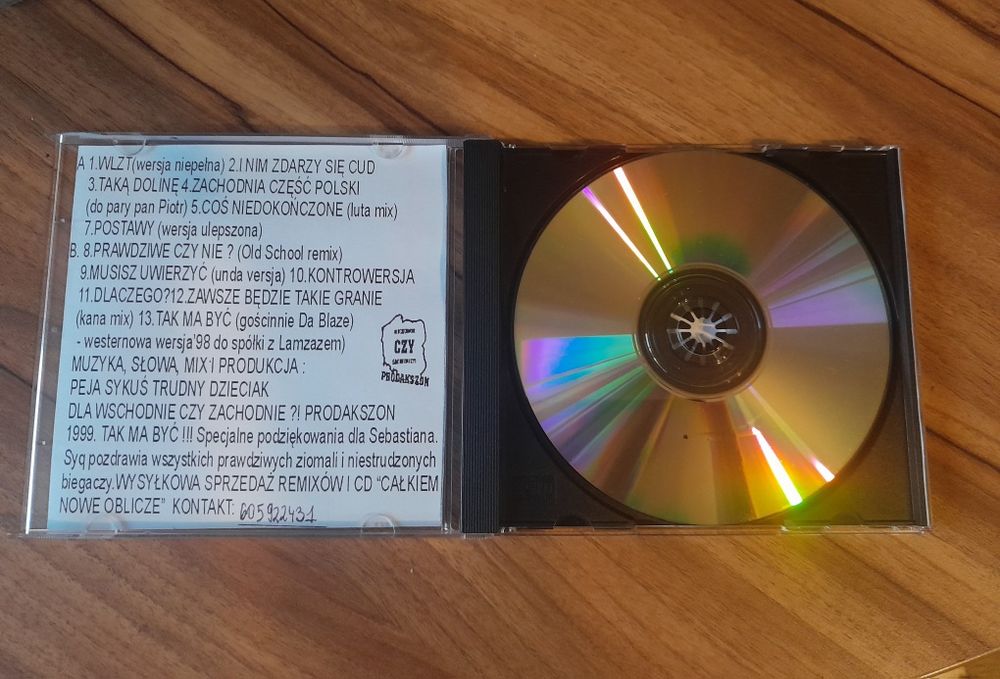 A 1.WLZT(wersja niepełna) 2.I NIM ZDARZY SIĘ CUD
3.TAKĄ DOLINĘ 4.ZACHODNIA CZĘŚĆ POLSKI
(do pary pan Piotr) 5.COŚ NIEDOKOŃCZONE (luta mix)
7.POSTAWY (wersja ulepszona)
B. 8.PRAWDZIWE CZY NIE ? (Old School remix)
9.MUSISZ UWIERZYĆ (unda versja) 10.KONTROWERSJA
11.DLACZEGO?12.ZAWSZE BĘDZIE TAKIE GRANIE
(kana mix) 13.TAK MA BYĆ (gościnnie Da Blaze)
- westernowa wersja'98 do spółki z Lamzazem)
MUZYKA, SŁOWA, MIX I PRODUKCJA :
PEJA SYKUŚ TRUDNY DZIECIAK
DLA WSCHODNIE CZY ZACHODNIE ?! PRODAKSZON
1999. TAK MA BYĆ !!! Specjalne podziękowania dla Sebastiana.
Syq pozdrawia wszystkich prawdziwych ziomali i niestrudzonych
biegaczy.WYSYŁKOWA SPRZEDAŻ REMIXÓW I CD "CAŁKIEM
NOWE OBLICZE" KONTAKT: 605922431
CZY
PRODAKSZON